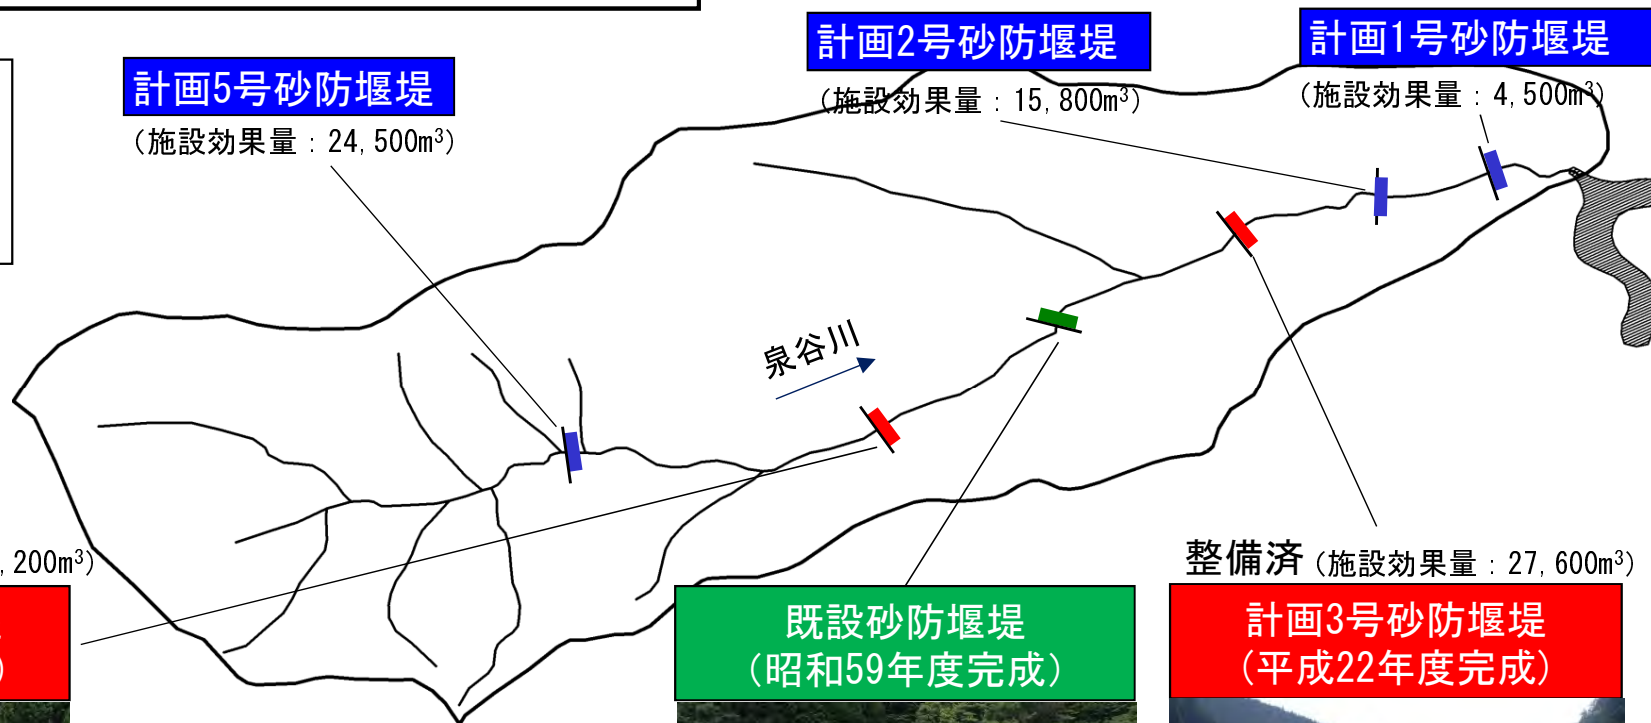 計画2号砂防堰堤
(施設効果量：15,800m³)
計画1号砂防堰堤
(施設効果量：4,500m³)
計画5号砂防堰堤
(施設効果量：24,500m³)
泉谷川
,200m³)
整備済(施設効果量：27,600m³)
既設砂防堰堤
(昭和59年度完成)
計画3号砂防堰堤
(平成22年度完成)